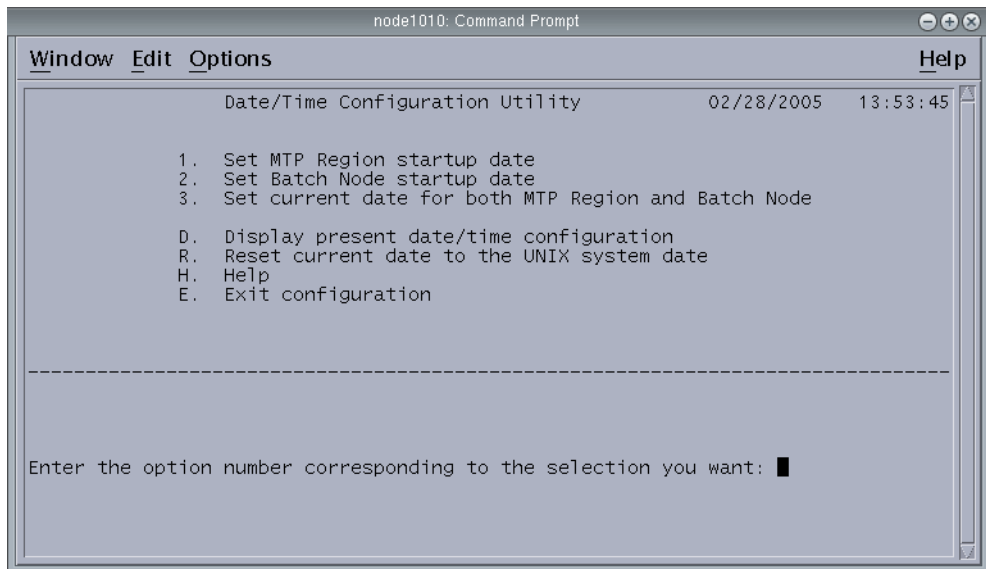 node1010: Command Prompt
Window Edit Options Help
Date/Time Configuration Utility 02/28/2005 13:53:45
1. Set MTP Region startup date
2. Set Batch Node startup date
3. Set current date for both MTP Region and Batch Node
D. Display present date/time configuration
R. Reset current date to the UNIX system date
H. Help
E. Exit configuration
Enter the option number corresponding to the selection you want: